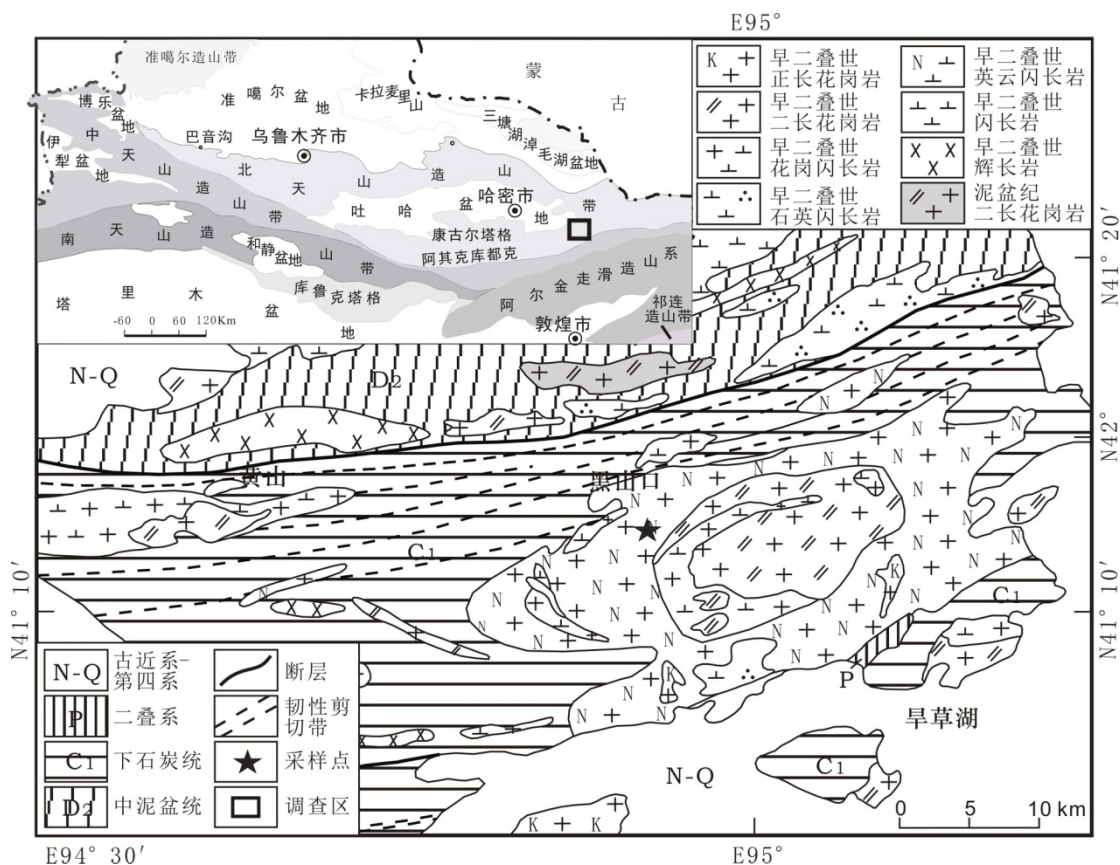 E95°
准噶尔造山带
蒙
古
博乐盆地
准噶尔盆地
卡拉麦里山
三塘湖淖毛湖盆地
伊犁盆地
巴音沟
乌鲁木齐市
中天山造山带
北天山造山带
吐哈盆地
哈密市
康古尔塔格
阿其克库都克
南天山造山带
和静盆地
库鲁克塔格
阿尔金走滑造山系
祁连造山带
敦煌市
塔里木盆地
-60 0 60 120Km
K
早二叠世
正长花岗岩
N
早二叠世
英云闪长岩
早二叠世
二长花岗岩
早二叠世
闪长岩
早二叠世
花岗闪长岩
早二叠世
辉长岩
早二叠世
石英闪长岩
泥盆纪
二长花岗岩
N41° 20′
N-Q
D2
N42°
黄山
黑山口
C1
N41° 10′
N41° 10′
C1
P
旱草湖
N-Q
C1
N-Q
古近系-
第四系
断层
P
二叠系
韧性剪
切带
C1
下石炭统
采样点
D2
中泥盆统
调查区
0 5 10 km
E94° 30′
E95°